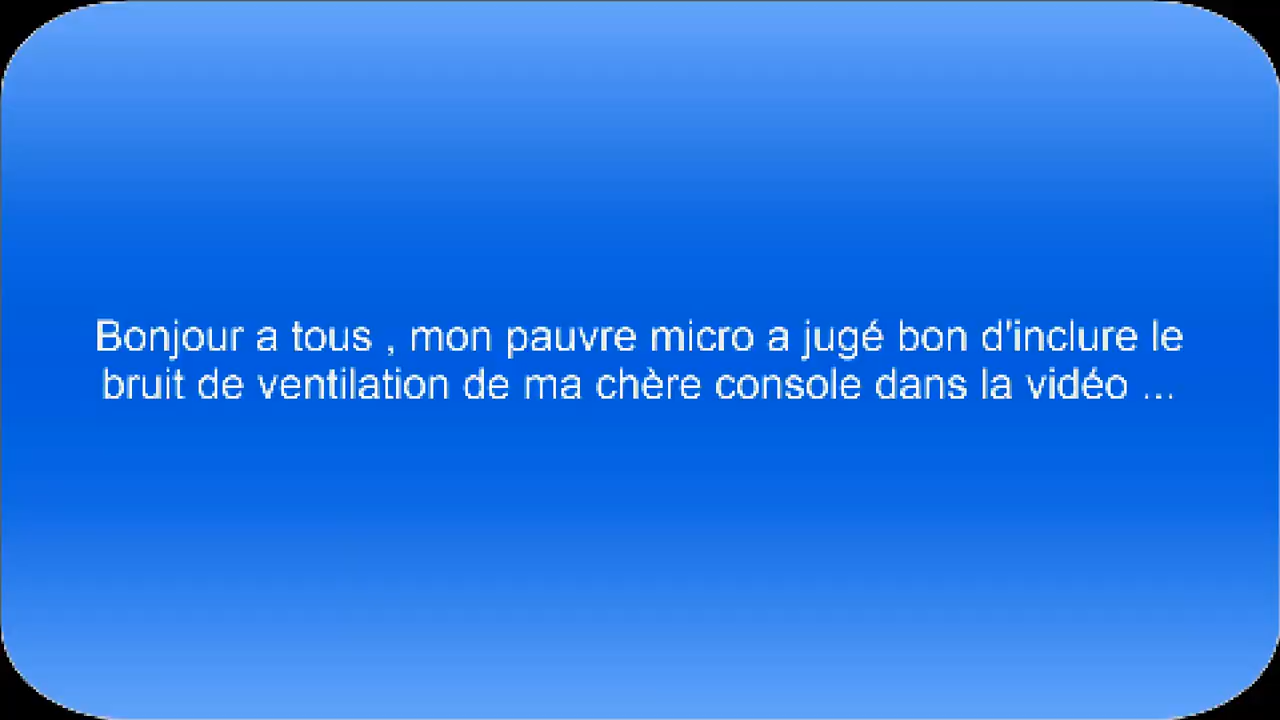 Bonjour a tous , mon pauvre micro a jugé bon d'inclure le
bruit de ventilation de ma chère console dans la vidéo ...